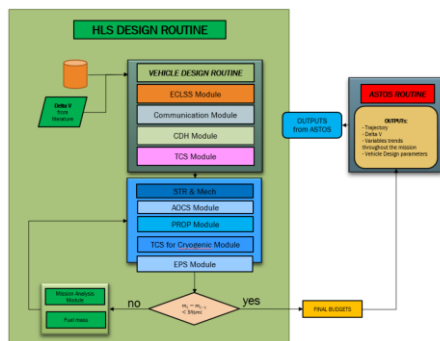 HLS DESIGN ROUTINE
VEHICLE DESIGN ROUTINE
ECLSS Module
Communication Module
CDH Module
TCS Module
Delta V
from
literature
STR & Mech
AOCS Module
PROP Module
TCS for Cryogenic Module
EPS Module
Mission Analysis
Module
Fuel mass
no
yes
FINAL BUDGETS
OUTPUTS
from ASTOS
ASTOS ROUTINE
OUTPUTs:
- Trajectory
- Delta V
- Variables trends
throughout the mission
- Vehicle Design parameters